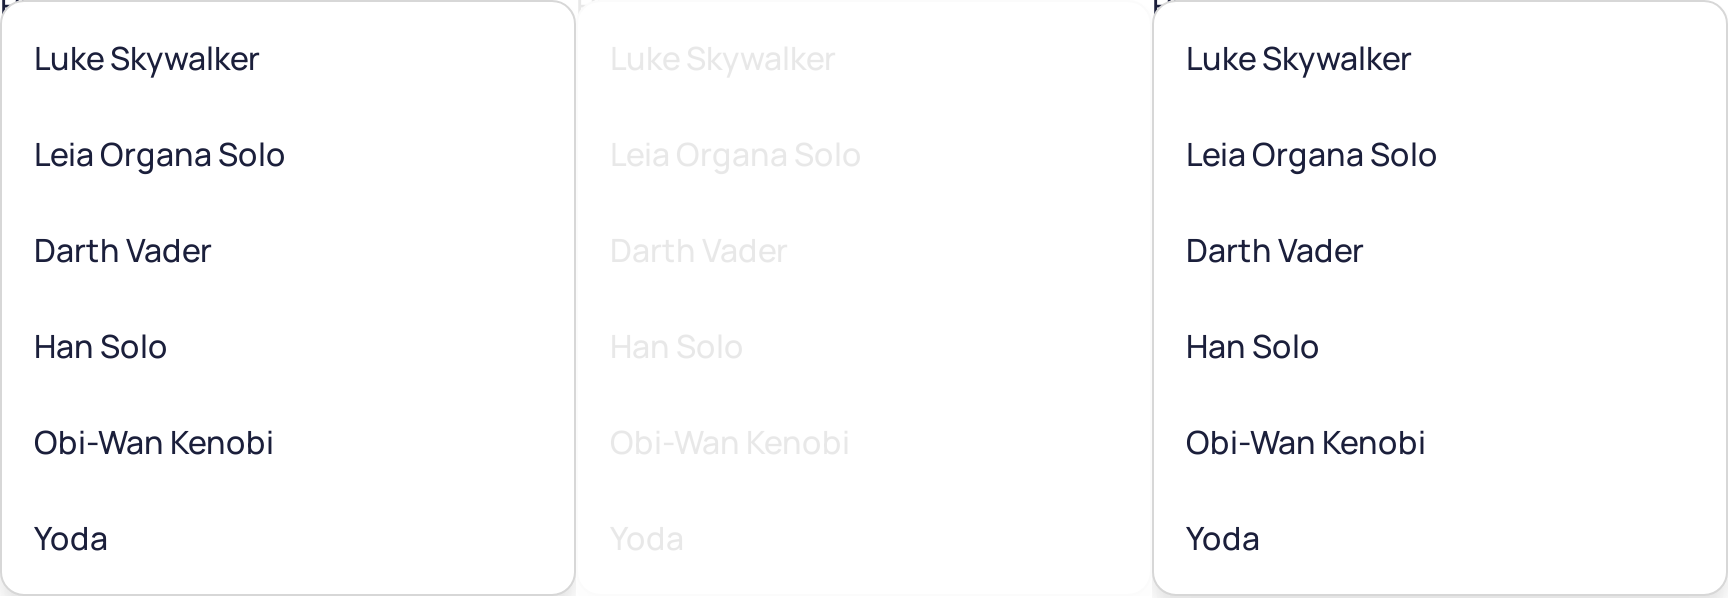 Luke Skywalker
Leia Organa Solo
Darth Vader
Han Solo
Obi-Wan Kenobi
Yoda
Luke Skywalker
Leia Organa Solo
Darth Vader
Han Solo
Obi-Wan Kenobi
Yoda
Luke Skywalker
Leia Organa Solo
Darth Vader
Han Solo
Obi-Wan Kenobi
Yoda